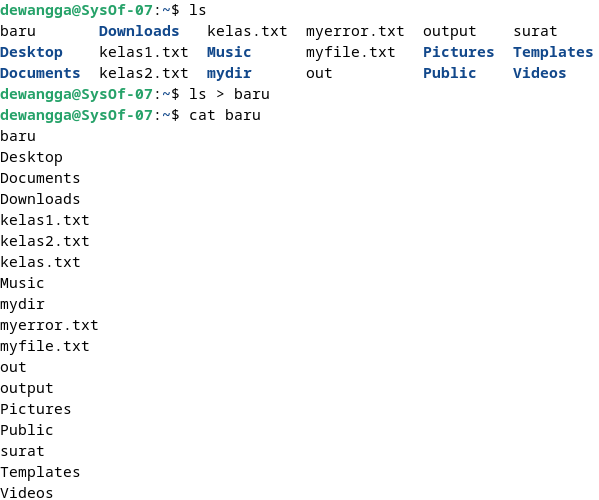 dewangga@SysOf-07:~$ ls
baru       Downloads   kelas.txt  myerror.txt  output    surat
Desktop    kelas1.txt  Music      myfile.txt   Pictures  Templates
Documents  kelas2.txt  mydir      out          Public    Videos
dewangga@SysOf-07:~$ ls > baru
dewangga@SysOf-07:~$ cat baru
baru
Desktop
Documents
Downloads
kelas1.txt
kelas2.txt
kelas.txt
Music
mydir
myerror.txt
myfile.txt
out
output
Pictures
Public
surat
Templates
Videos